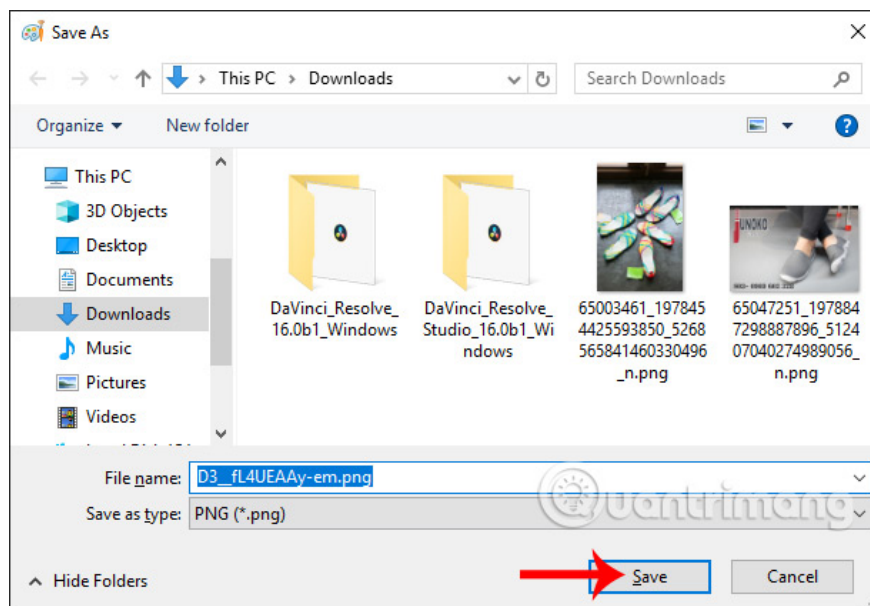 Save As
This PC > Downloads
Search Downloads
Organize
New folder
This PC
3D Objects
Desktop
Documents
Downloads
Music
Pictures
Videos
DaVinci_Resolve_
16.0b1_Windows
DaVinci_Resolve_
Studio_16.0b1_Wi
ndows
65003461_197845
4425593850_5268
565841460330496
_n.png
UNOKO
65047251_197884
7298887896_5124
07040274989056_
n.png
File name:
D3__fL4UEAAy-em.png
Save as type:
PNG (*.png)
Quantrimang
Hide Folders
Save
Cancel